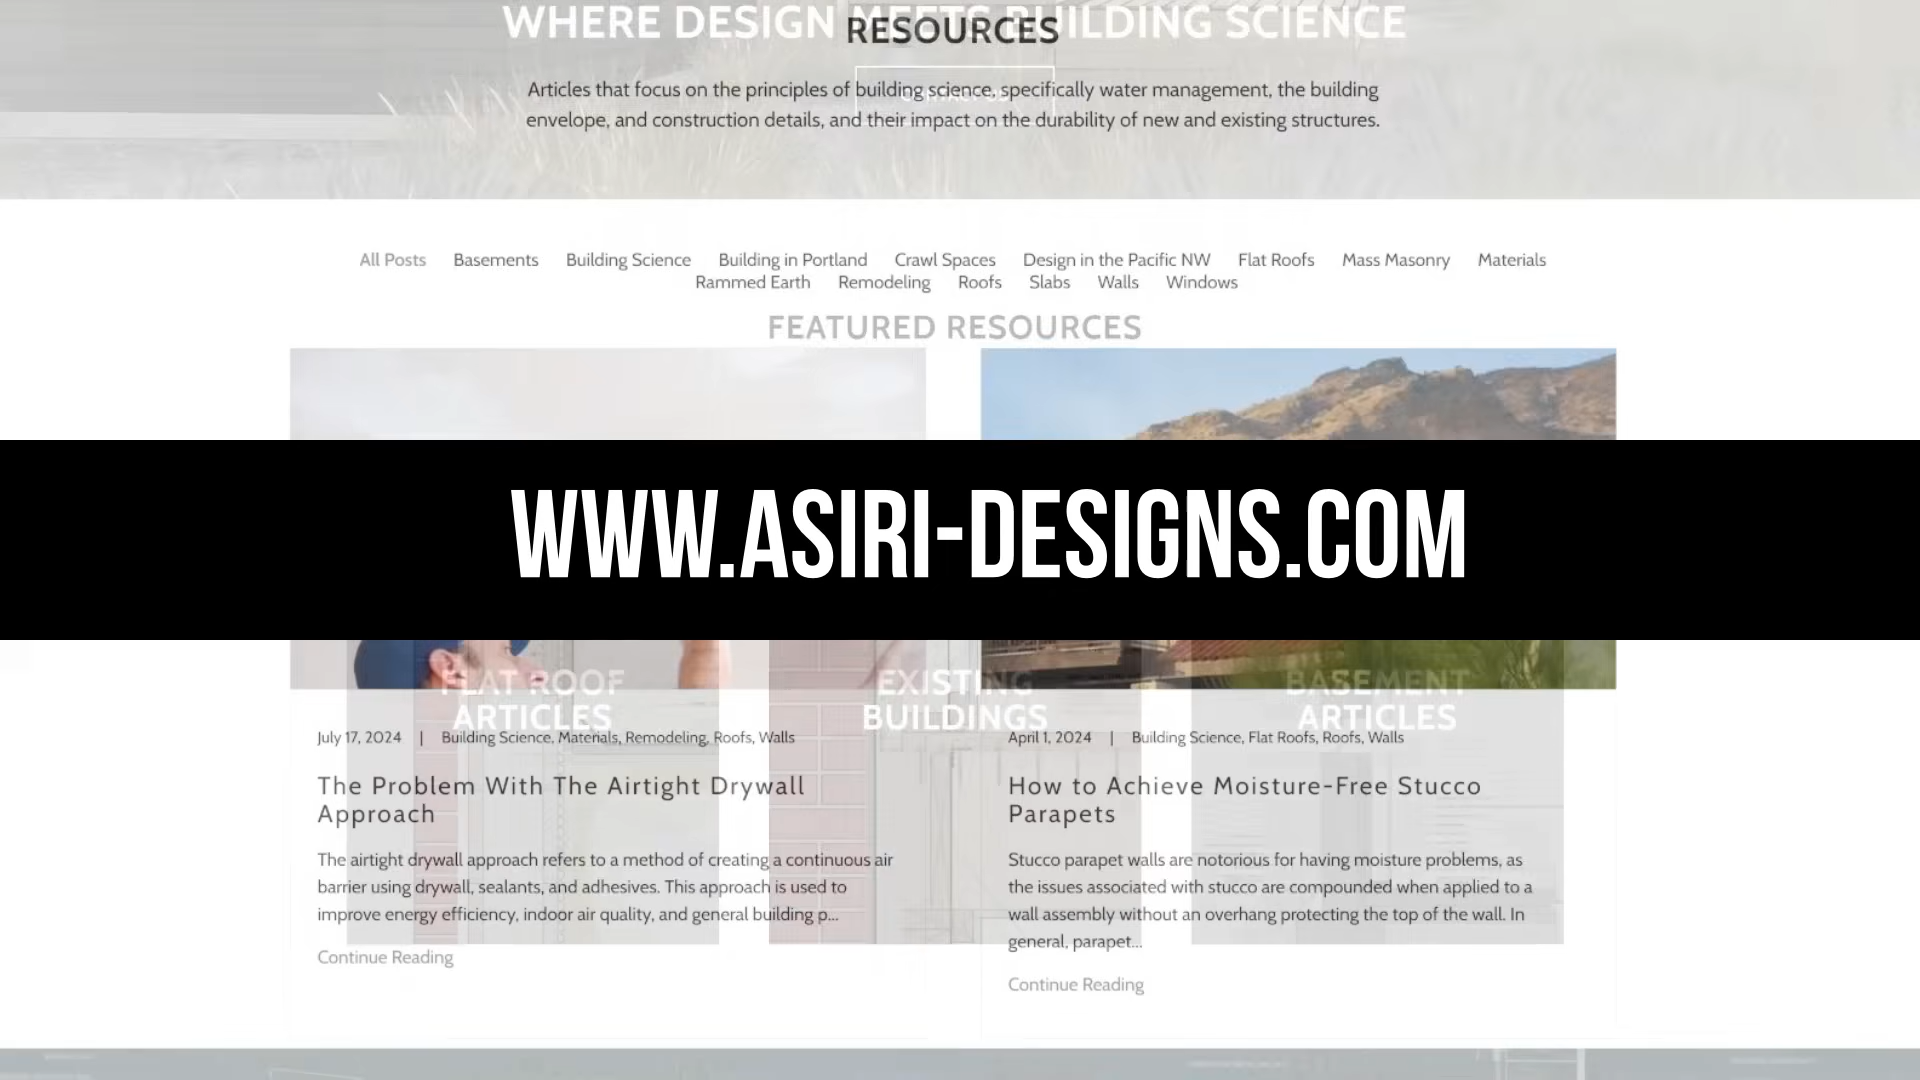 WHERE DESIGN MEETS BUILDING SCIENCE
RESOURCES
Articles that focus on the principles of building science, specifically water management, the building
envelope, and construction details, and their impact on the durability of new and existing structures.
All Posts Basements Building Science Building in Portland Crawl Spaces Design in the Pacific NW Flat Roofs Mass Masonry Materials
Rammed Earth Remodeling Roofs Slabs Walls Windows
FEATURED RESOURCES
WWW.ASIRI-DESIGNS.COM
FLAT ROOF
ARTICLES
EXISTING
BUILDINGS
BASEMENT
ARTICLES
July 17, 2024 | Building Science, Materials, Remodeling, Roofs, Walls
The Problem With The Airtight Drywall
Approach
The airtight drywall approach refers to a method of creating a continuous air
barrier using drywall, sealants, and adhesives. This approach is used to
improve energy efficiency, indoor air quality, and general building p...
Continue Reading
April 1, 2024 | Building Science, Flat Roofs, Roofs, Walls
How to Achieve Moisture-Free Stucco
Parapets
Stucco parapet walls are notorious for having moisture problems, as
the issues associated with stucco are compounded when applied to a
wall assembly without an overhang protecting the top of the wall. In
general, parapet...
Continue Reading